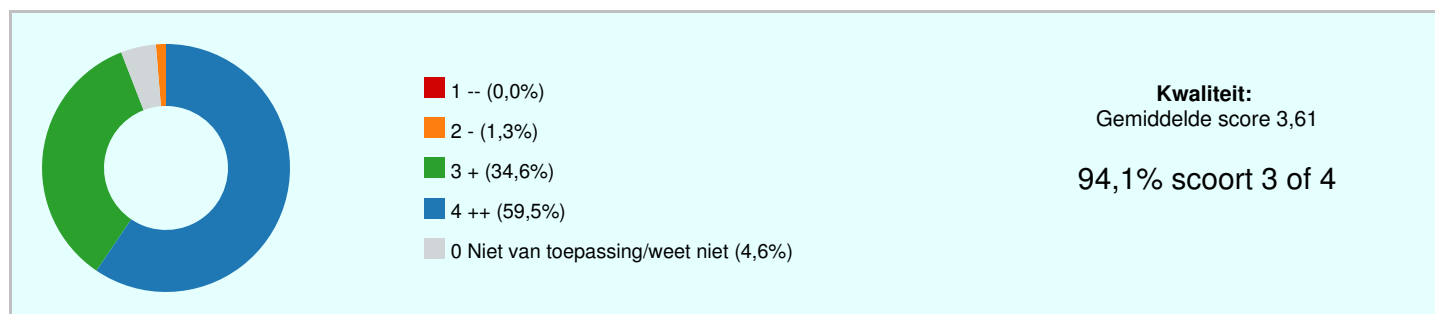 1 -- (0,0%)
2 - (1,3%)
3 + (34,6%)
4 ++ (59,5%)
0 Niet van toepassing/weet niet (4,6%)
Kwaliteit:
Gemiddelde score 3,61
94,1% scoort 3 of 4